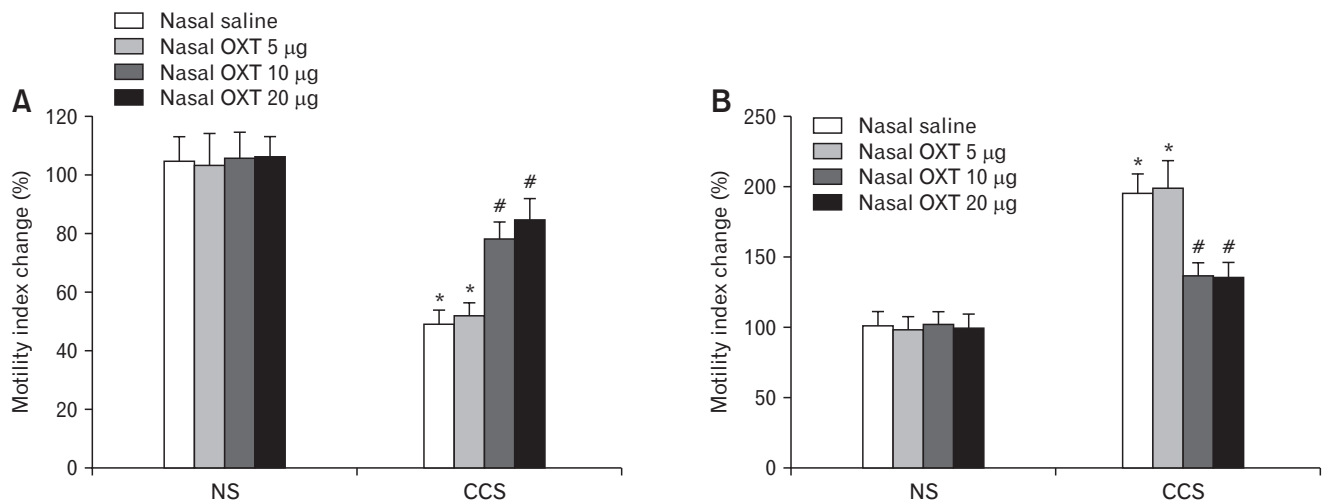 Nasal saline
Nasal OXT 5 μg
Nasal OXT 10 μg
Nasal OXT 20 μg
A
Motility index change (%)
120
100
80
60
40
20
0
# #
* *
NS CCS
B
Nasal saline
Nasal OXT 5 μg
Nasal OXT 10 μg
Nasal OXT 20 μg
Motility index change (%)
250
200
150
100
50
0
* *
# #
NS CCS